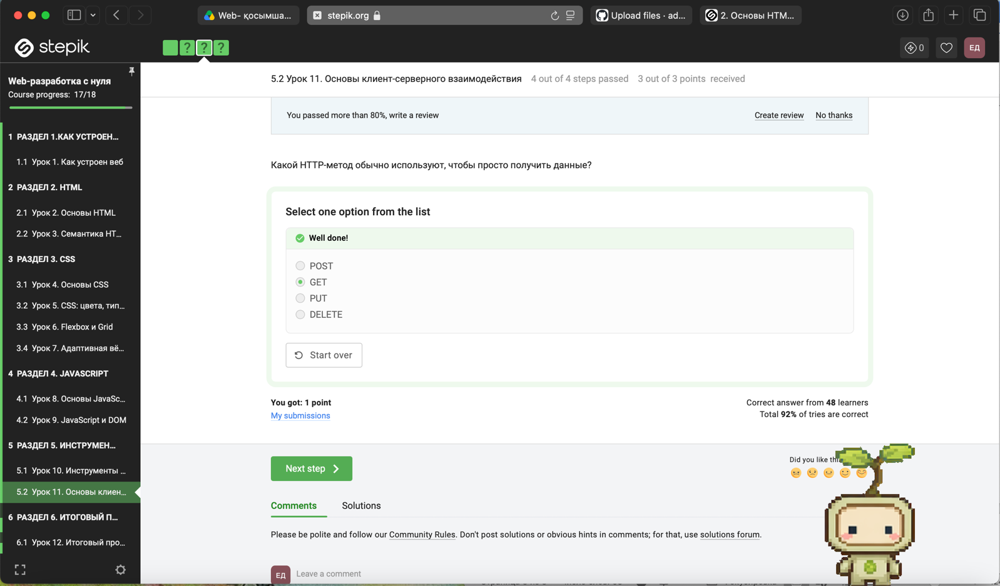 Web- қосымша...
stepik.org
Upload files · ad...
2. Основы HTM...
stepik
? ? ?
0
ЕД
Web-разработка с нуля
Course progress: 17/18
1 РАЗДЕЛ 1.КАК УСТРОЕН...
1.1 Урок 1. Как устроен веб
2 РАЗДЕЛ 2. HTML
2.1 Урок 2. Основы HTML
2.2 Урок 3. Семантика HT...
3 РАЗДЕЛ 3. CSS
3.1 Урок 4. Основы CSS
3.2 Урок 5. CSS: цвета, тип...
3.3 Урок 6. Flexbox и Grid
3.4 Урок 7. Адаптивная вё...
4 РАЗДЕЛ 4. JAVASCRIPT
4.1 Урок 8. Основы JavaSc...
4.2 Урок 9. JavaScript и DOM
5 РАЗДЕЛ 5. ИНСТРУМЕН...
5.1 Урок 10. Инструменты ...
5.2 Урок 11. Основы клиен...
6 РАЗДЕЛ 6. ИТОГОВЫЙ П...
6.1 Урок 12. Итоговый про...
5.2 Урок 11. Основы клиент-серверного взаимодействия 4 out of 4 steps passed 3 out of 3 points received
You passed more than 80%, write a review
Create review No thanks
Какой HTTP-метод обычно используют, чтобы просто получить данные?
Select one option from the list
Well done!
POST
GET
PUT
DELETE
Start over
You got: 1 point
My submissions
Correct answer from 48 learners
Total 92% of tries are correct
Next step
Did you like thi
Comments Solutions
Please be polite and follow our Community Rules. Don't post solutions or obvious hints in comments; for that, use solutions forum.
ЕД
Leave a comment